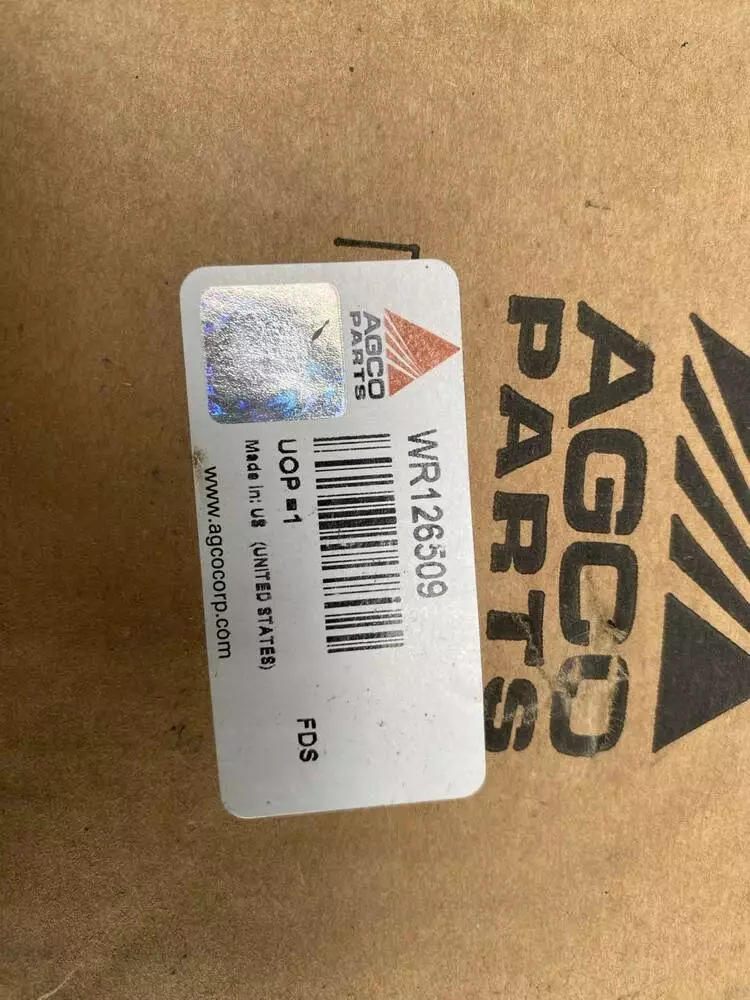 AGCO
PARTS
AGCO
PARTS
WR126509
UOP =1
FDS
Made in: US (UNITED STATES)
www.agcocorp.com